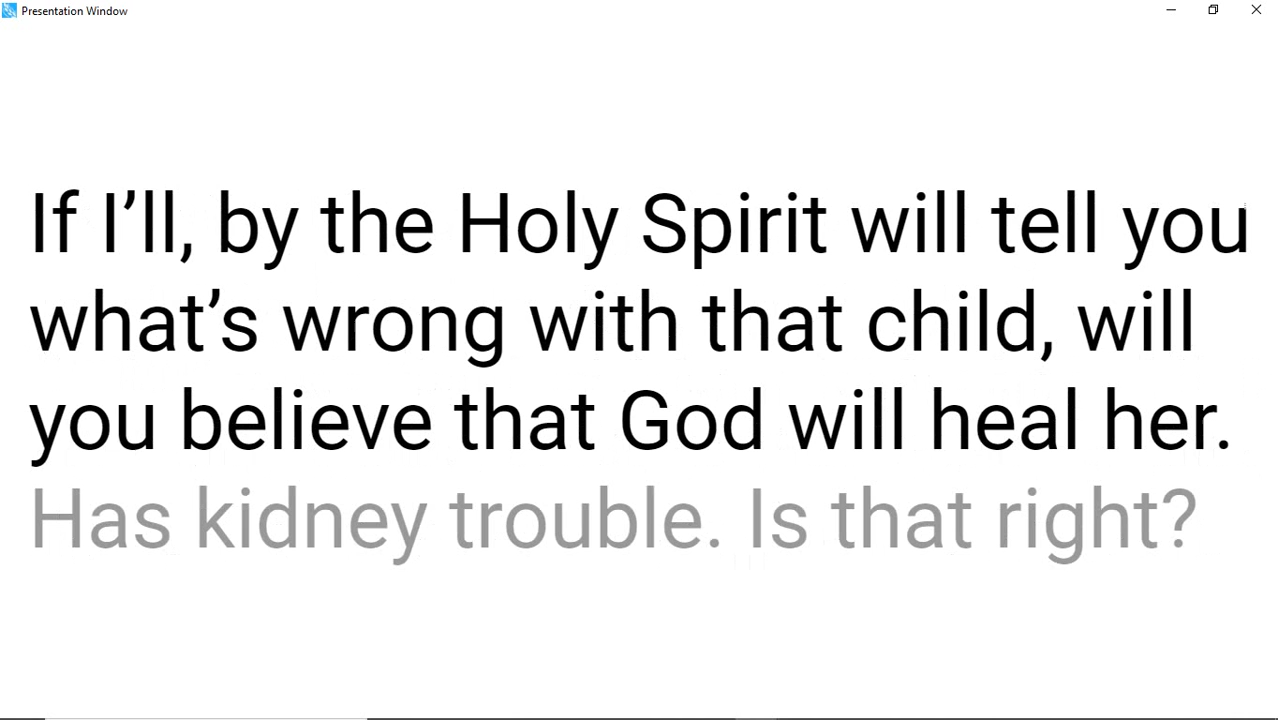 Presentation Window
If I’ll, by the Holy Spirit will tell you
what’s wrong with that child, will
you believe that God will heal her.
Has kidney trouble. Is that right?